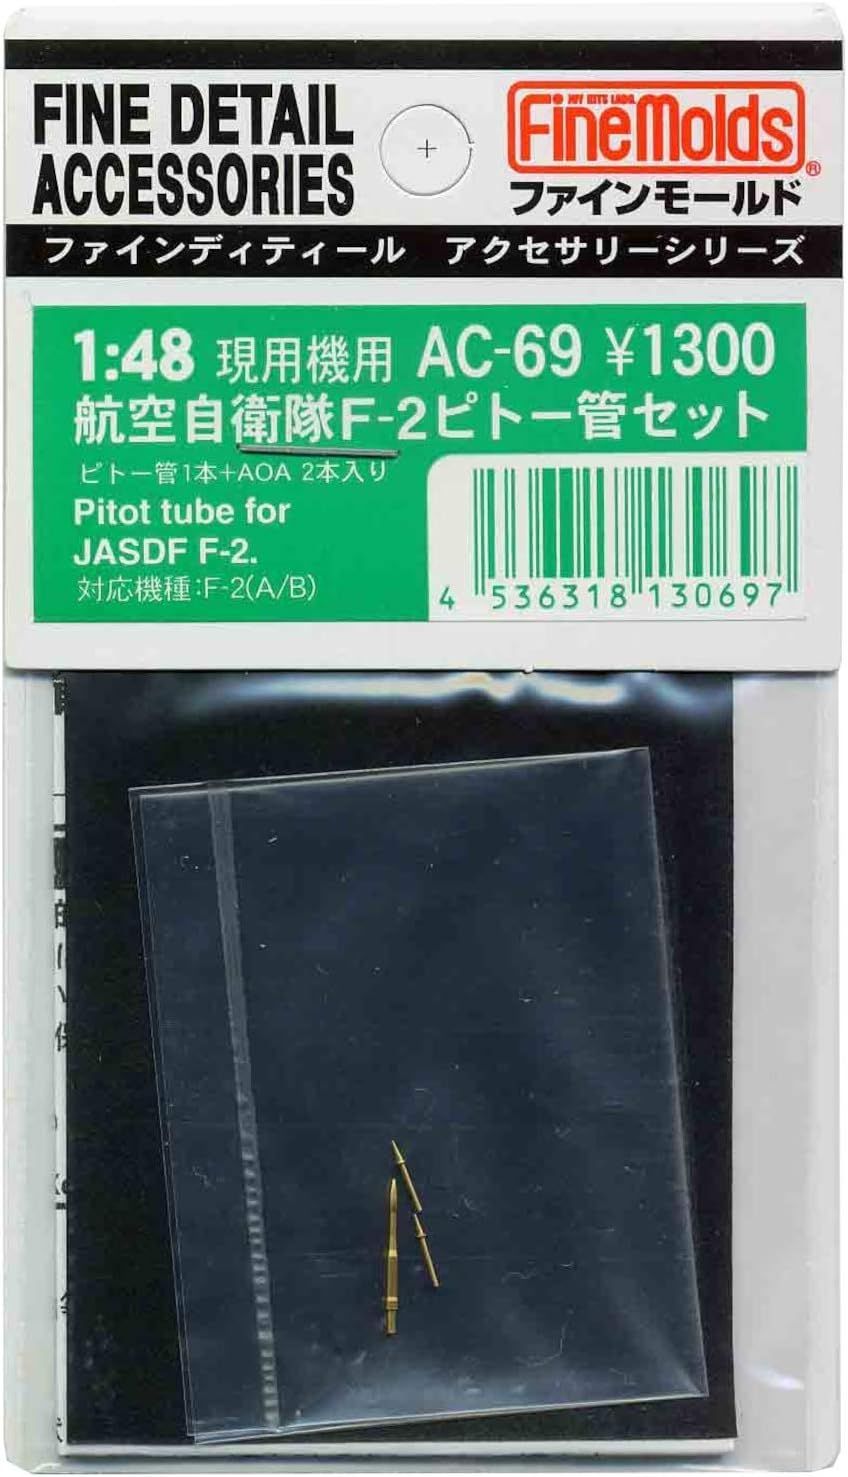 FINE DETAIL
ACCESSORIES
JOY KITS LABO.
FineMolds®
ファインモールド
ファインディティール アクセサリーシリーズ
1:48 現用機用 AC-69 ¥1300
航空自衛隊F-2ピトー管セット
ピトー管1本+AOA 2本入り
Pitot tube for
JASDF F-2.
対応機種:F-2(A/B)
4 536318 130697